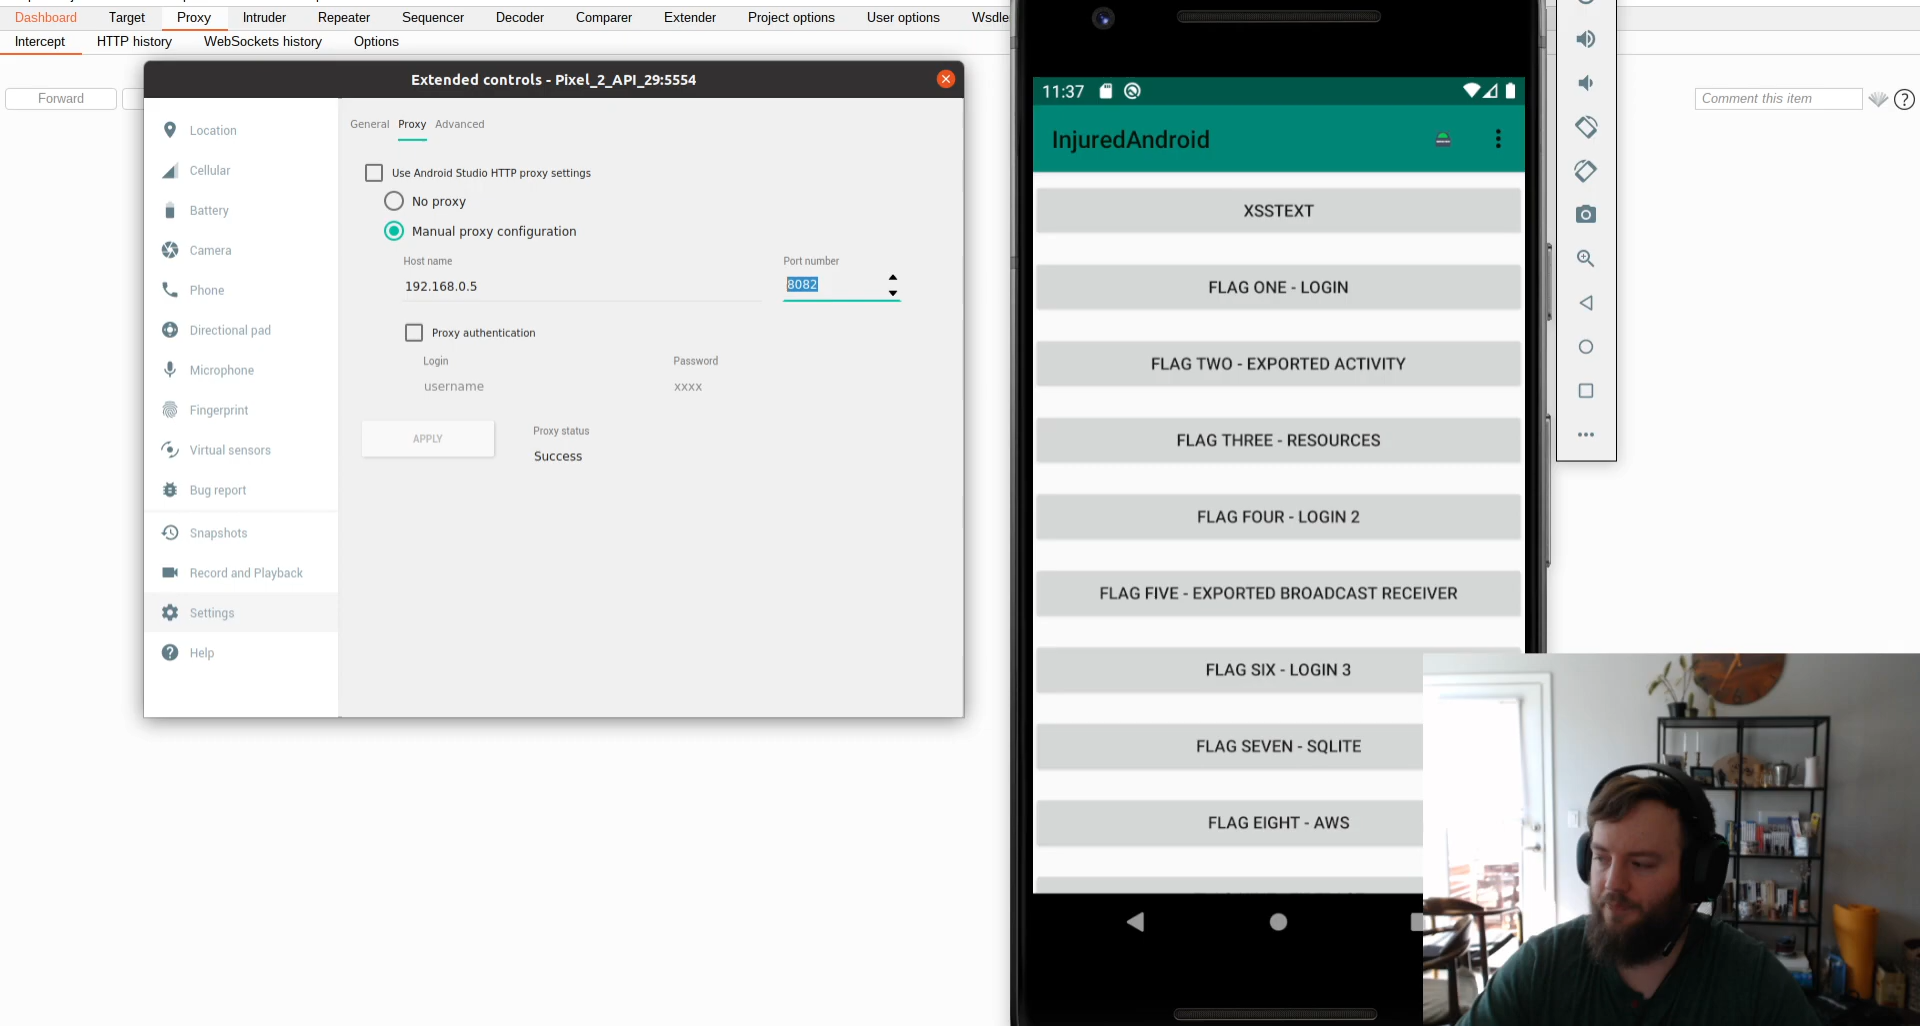 Dashboard Target Proxy Intruder Repeater Sequencer Decoder Comparer Extender Project options User options Wsdle
Intercept HTTP history WebSockets history Options
Forward
Comment this item
?
Extended controls - Pixel_2_API_29:5554
Location
Cellular
Battery
Camera
Phone
Directional pad
Microphone
Fingerprint
Virtual sensors
Bug report
Snapshots
Record and Playback
Settings
Help
General Proxy Advanced
Use Android Studio HTTP proxy settings
No proxy
Manual proxy configuration
Host name Port number
192.168.0.5 8082
Proxy authentication
Login Password
username xxxx
APPLY
Proxy status
Success
11:37
InjuredAndroid
XSSTEXT
FLAG ONE - LOGIN
FLAG TWO - EXPORTED ACTIVITY
FLAG THREE - RESOURCES
FLAG FOUR - LOGIN 2
FLAG FIVE - EXPORTED BROADCAST RECEIVER
FLAG SIX - LOGIN 3
FLAG SEVEN - SQLITE
FLAG EIGHT - AWS